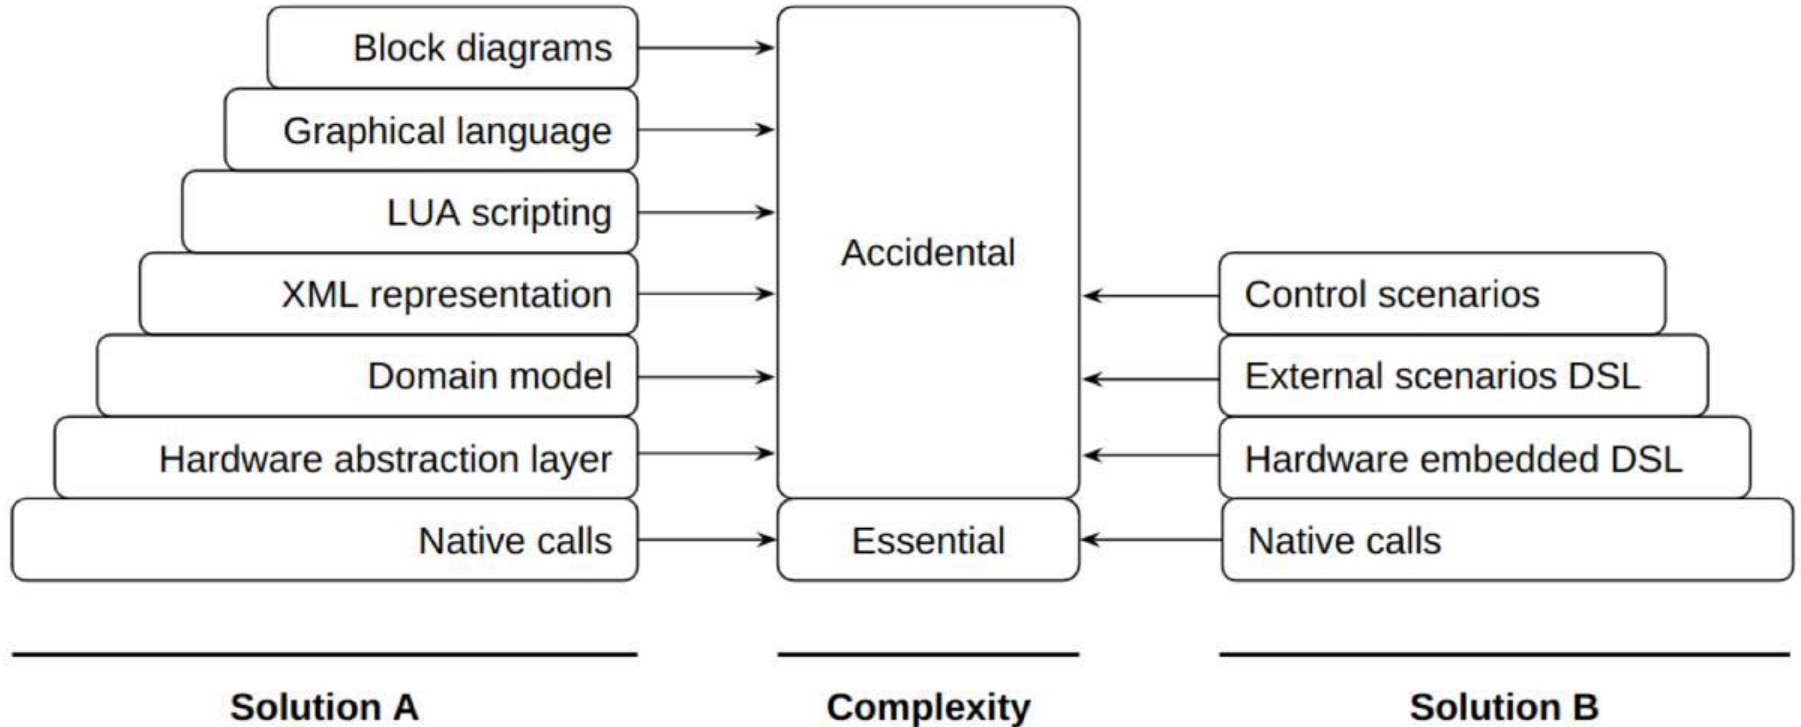 Block diagrams
Graphical language
LUA scripting
XML representation
Domain model
Hardware abstraction layer
Native calls
Accidental
Essential
Control scenarios
External scenarios DSL
Hardware embedded DSL
Native calls
Solution A
Complexity
Solution B